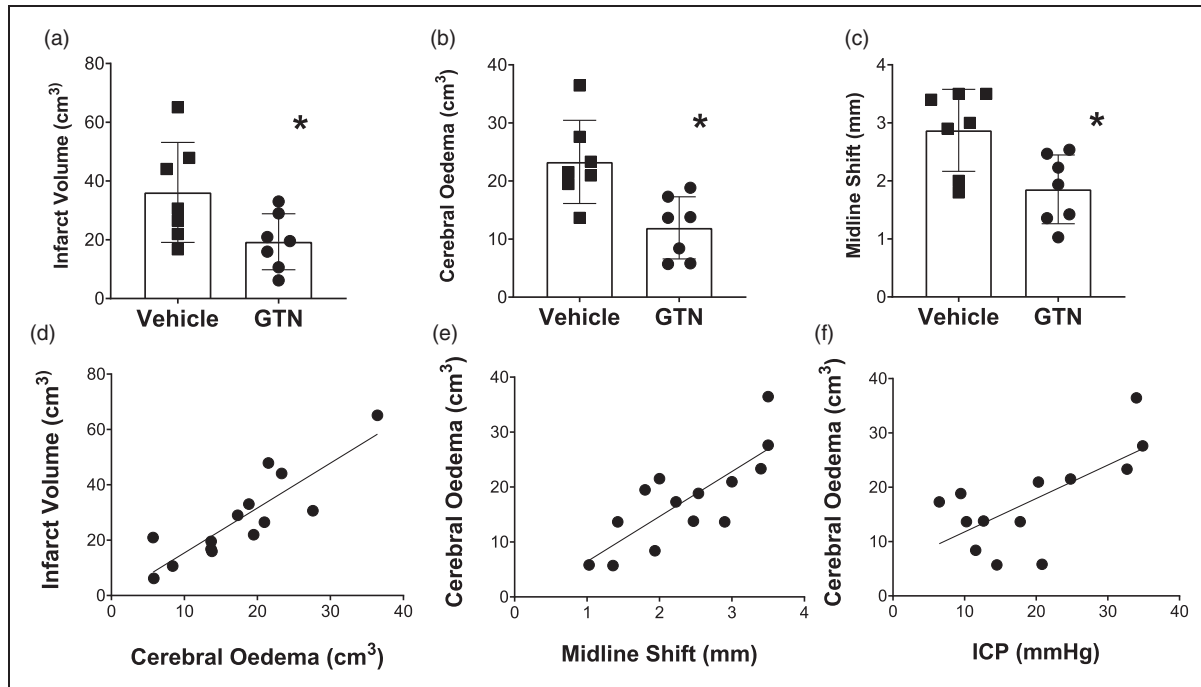 (a)
Infarct Volume (cm³)
80
60
40
20
0
*
Vehicle GTN
(b)
Cerebral Oedema (cm³)
40
30
20
10
0
*
Vehicle GTN
(c)
Midline Shift (mm)
4
3
2
1
0
*
Vehicle GTN
(d)
Infarct Volume (cm³)
80
60
40
20
0
0 10 20 30 40
Cerebral Oedema (cm³)
(e)
Cerebral Oedema (cm³)
40
30
20
10
0
0 1 2 3 4
Midline Shift (mm)
(f)
Cerebral Oedema (cm³)
40
30
20
10
0
0 10 20 30 40
ICP (mmHg)